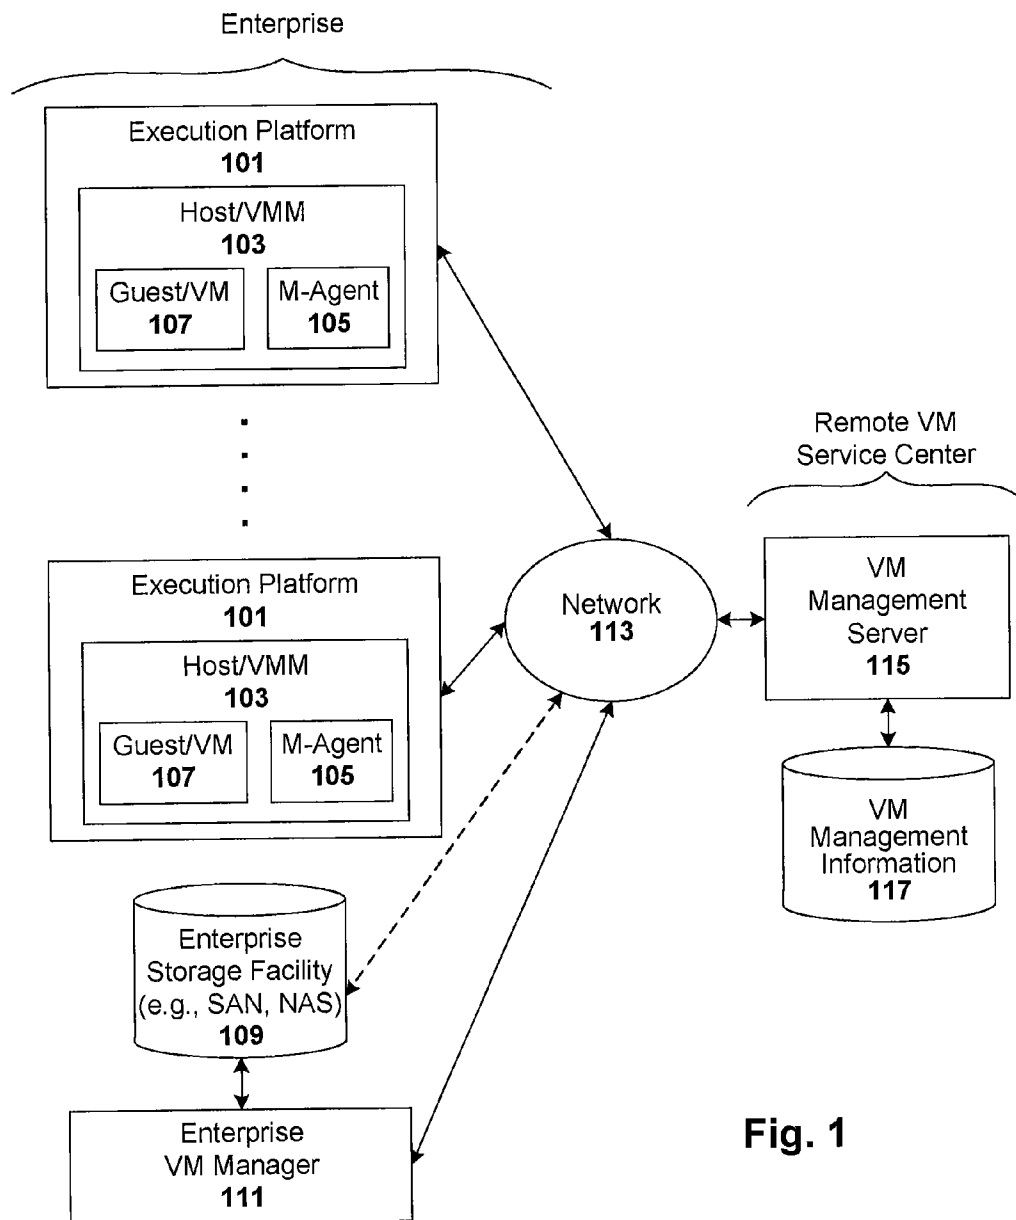 Enterprise
Execution Platform
101
Host/VMM
103
Guest/VM
107
M-Agent
105
Remote VM
Service Center
Execution Platform
101
Host/VMM
103
Guest/VM
107
M-Agent
105
Network
113
VM
Management
Server
115
VM
Management
Information
117
Enterprise
Storage Facility
(e.g., SAN, NAS)
109
Enterprise
VM Manager
111
Fig. 1